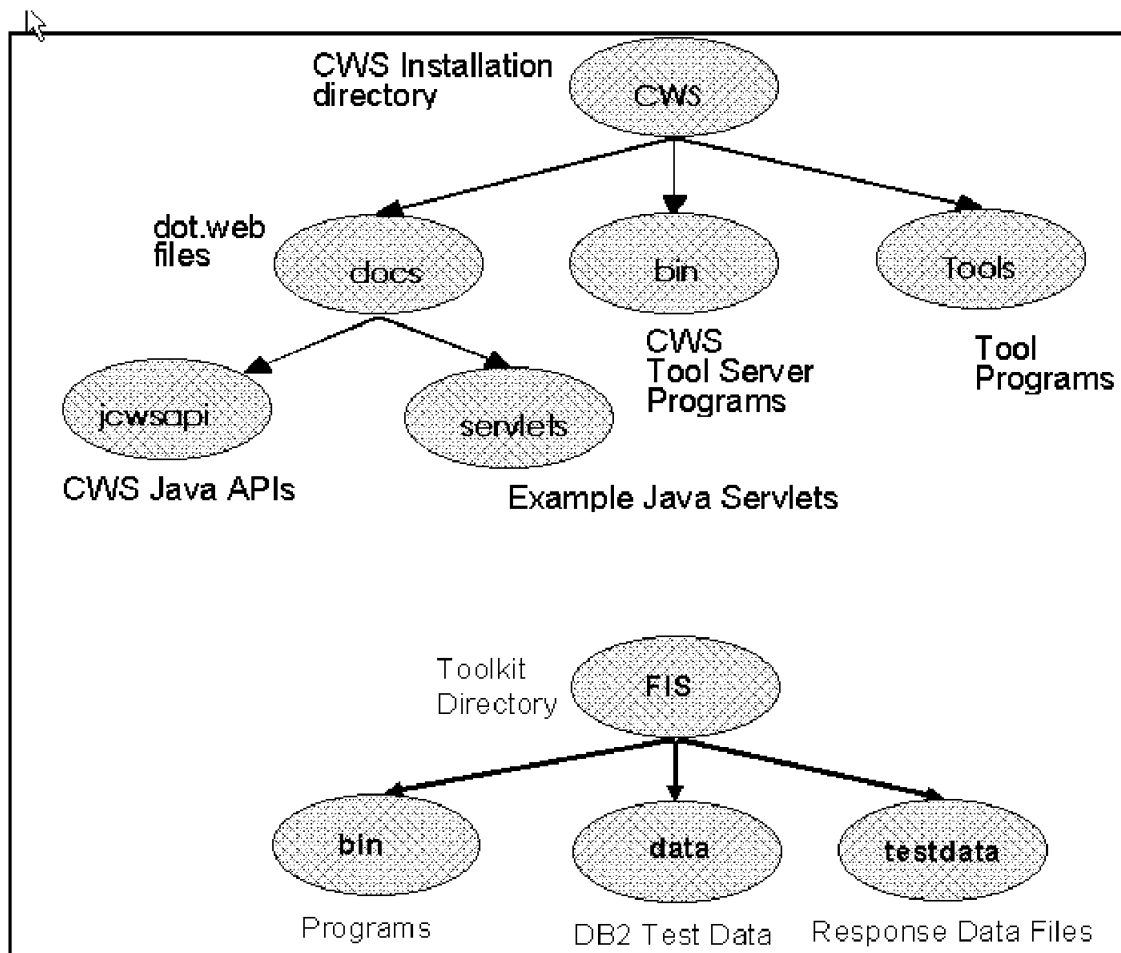 CWS Installation
directory
CWS
dot.web
files
docs
bin
Tools
CWS
Tool Server
Programs
Tool
Programs
jcwsapi
servlets
CWS Java APIs
Example Java Servlets
Toolkit
Directory
FIS
bin
data
testdata
Programs
DB2 Test Data
Response Data Files